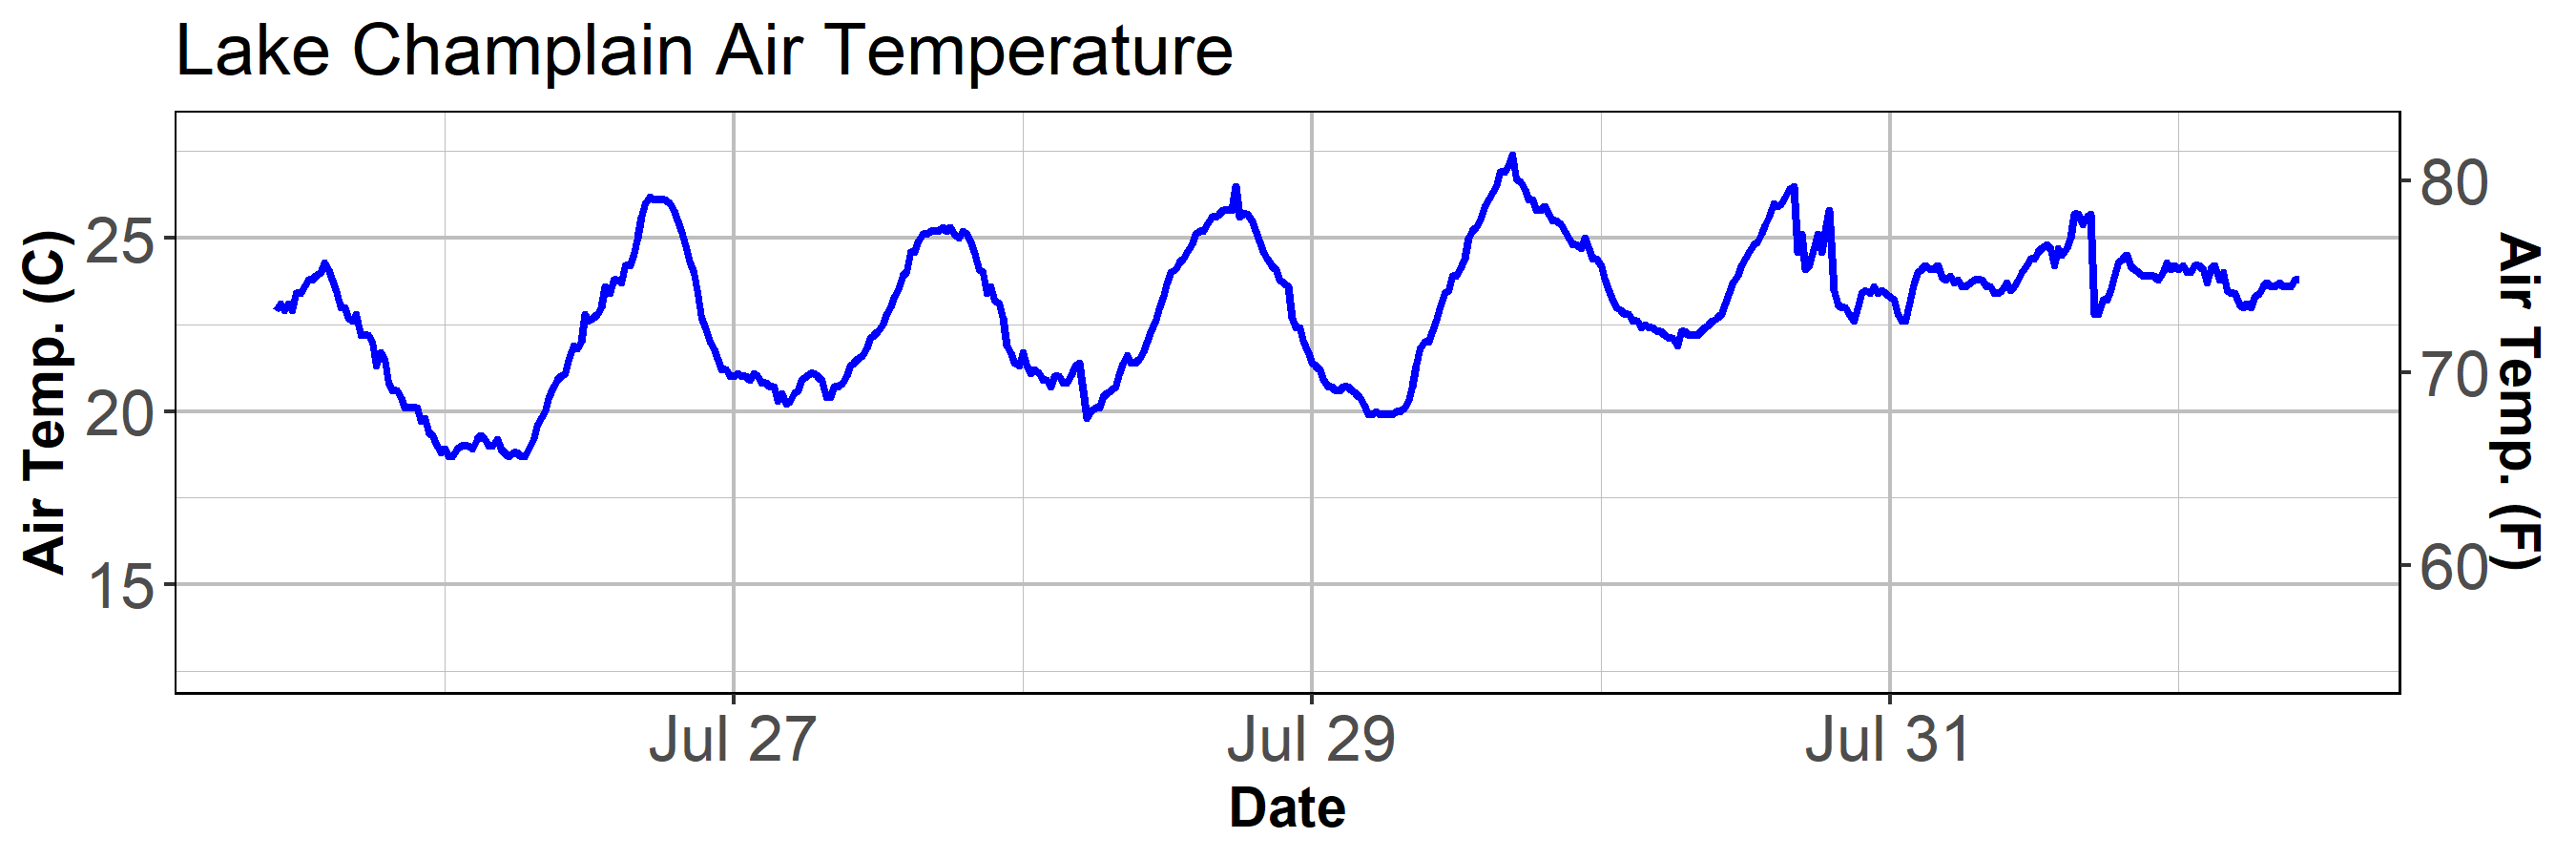 Lake Champlain Air Temperature
Air Temp. (C)
25
20
15
80
70
60
Air Temp. (F)
Jul 27
Jul 29
Jul 31
Date